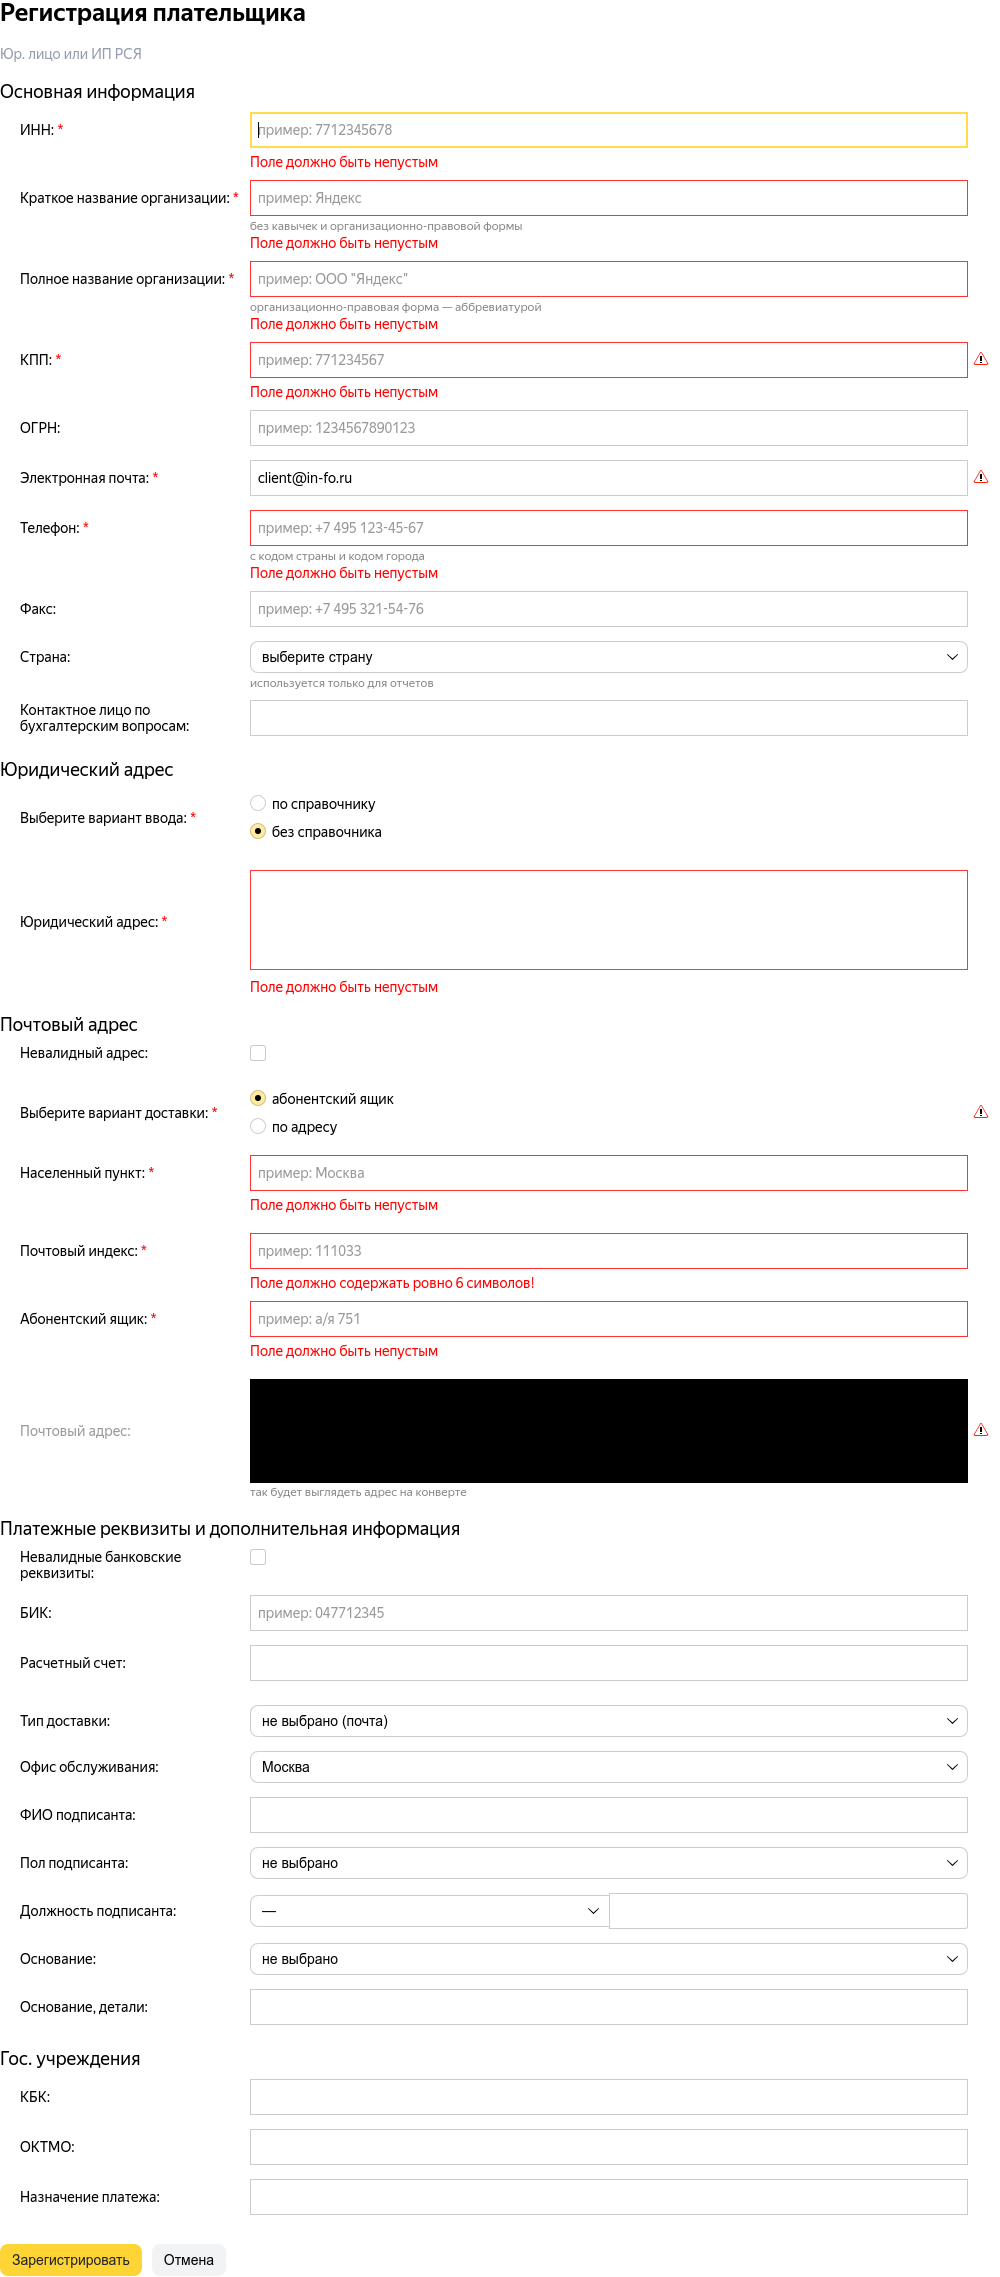 Регистрация плательщика
Юр. лицо или ИП РСЯ
Основная информация
ИНН: *
пример: 7712345678
Поле должно быть непустым
Краткое название организации: *
пример: Яндекс
без кавычек и организационно-правовой формы
Поле должно быть непустым
Полное название организации: *
пример: ООО "Яндекс"
организационно-правовая форма — аббревиатурой
Поле должно быть непустым
КПП: *
пример: 771234567
Поле должно быть непустым
ОГРН:
пример: 1234567890123
Электронная почта: *
client@in-fo.ru
Телефон: *
пример: +7 495 123-45-67
с кодом страны и кодом города
Поле должно быть непустым
Факс:
пример: +7 495 321-54-76
Страна:
выберите страну
используется только для отчетов
Контактное лицо по
бухгалтерским вопросам:
Юридический адрес
Выберите вариант ввода: *
по справочнику
без справочника
Юридический адрес: *
Поле должно быть непустым
Почтовый адрес
Невалидный адрес:
Выберите вариант доставки: *
абонентский ящик
по адресу
Населенный пункт: *
пример: Москва
Поле должно быть непустым
Почтовый индекс: *
пример: 111033
Поле должно содержать ровно 6 символов!
Абонентский ящик: *
пример: а/я 751
Поле должно быть непустым
Почтовый адрес:
так будет выглядеть адрес на конверте
Платежные реквизиты и дополнительная информация
Невалидные банковские
реквизиты:
БИК:
пример: 047712345
Расчетный счет:
Тип доставки:
не выбрано (почта)
Офис обслуживания:
Москва
ФИО подписанта:
Пол подписанта:
не выбрано
Должность подписанта:
—
Основание:
не выбрано
Основание, детали:
Гос. учреждения
КБК:
ОКТМО:
Назначение платежа:
Зарегистрировать
Отмена